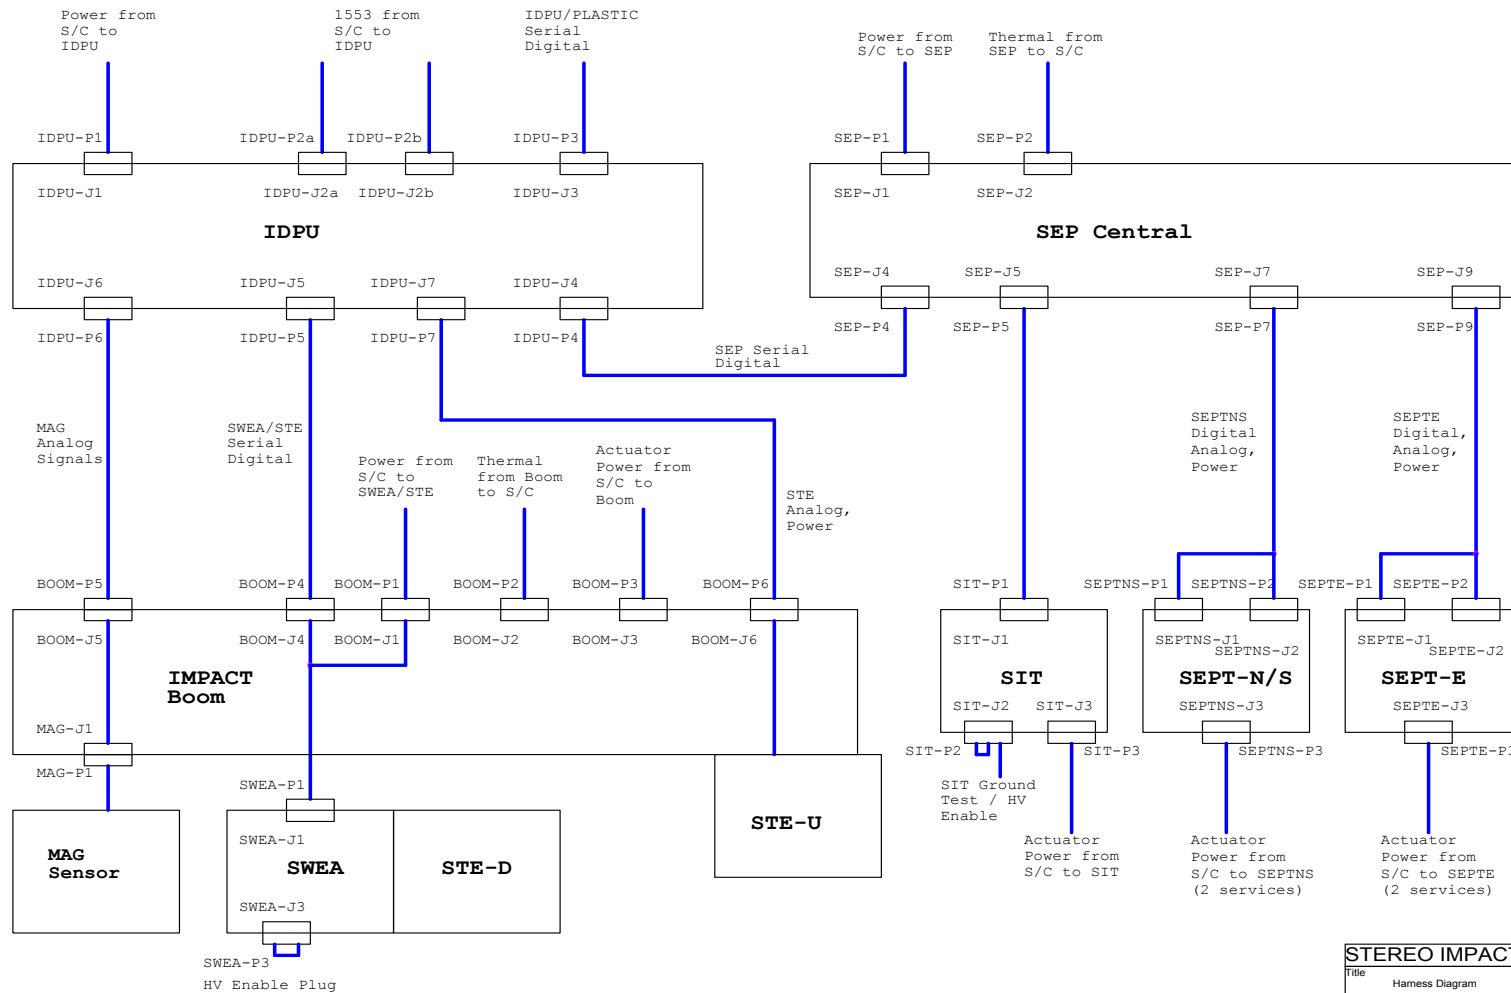 Power from
S/C to
IDPU
1553 from
S/C to
IDPU
IDPU/PLASTIC
Serial
Digital
Power from
S/C to SEP
Thermal from
SEP to S/C
IDPU-P1
IDPU-P2a
IDPU-P2b
IDPU-P3
SEP-P1
SEP-P2
IDPU-J1
IDPU-J2a
IDPU-J2b
IDPU-J3
SEP-J1
SEP-J2
IDPU
SEP Central
IDPU-J6
IDPU-J5
IDPU-J7
IDPU-J4
SEP-J4
SEP-J5
SEP-J7
SEP-J9
IDPU-P6
IDPU-P5
IDPU-P7
IDPU-P4
SEP-P4
SEP-P5
SEP-P7
SEP-P9
SEP Serial
Digital
MAG
Analog
Signals
SWEA/STE
Serial
Digital
Power from
S/C to
SWEA/STE
Thermal
from Boom
to S/C
Actuator
Power from
S/C to
Boom
STE
Analog,
Power
SEPTNS
Digital
Analog,
Power
SEPTE
Digital,
Analog,
Power
BOOM-P5
BOOM-P4
BOOM-P1
BOOM-P2
BOOM-P3
BOOM-P6
SIT-P1
SEPTNS-P1
SEPTNS-P2
SEPTE-P1
SEPTE-P2
BOOM-J5
BOOM-J4
BOOM-J1
BOOM-J2
BOOM-J3
BOOM-J6
SIT-J1
SEPTNS-J1
SEPTNS-J2
SEPTE-J1
SEPTE-J2
IMPACT
Boom
SIT
SEPT-N/S
SEPT-E
SIT-J2
SIT-J3
SEPTNS-J3
SEPTE-J3
MAG-J1
SIT-P2
SIT-P3
SEPTNS-P3
SEPTE-P3
MAG-P1
SWEA-P1
SIT Ground
Test / HV
Enable
STE-U
SWEA-J1
MAG
Sensor
SWEA
STE-D
Actuator
Power from
S/C to SIT
Actuator
Power from
S/C to SEPTNS
(2 services)
Actuator
Power from
S/C to SEPTE
(2 services)
SWEA-J3
SWEA-P3
HV Enable Plug
STEREO IMPACT
Title
Harness Diagram